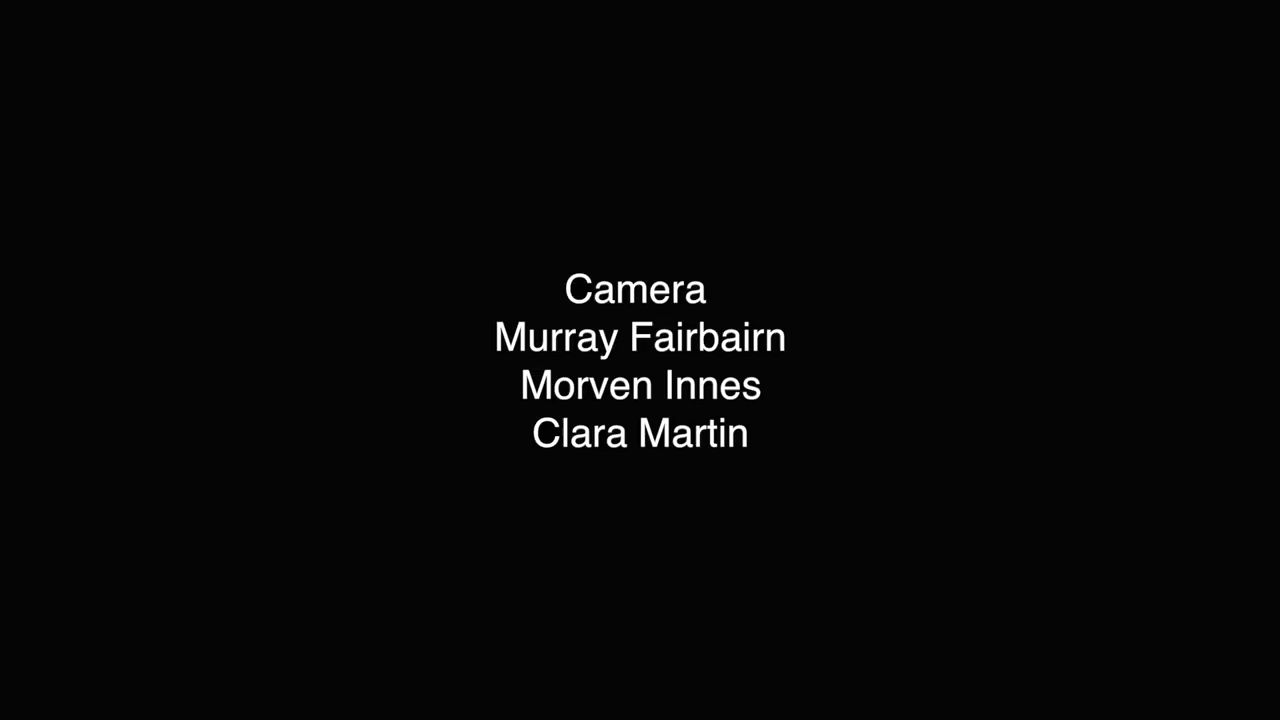 Camera
Murray Fairbairn
Morven Innes
Clara Martin